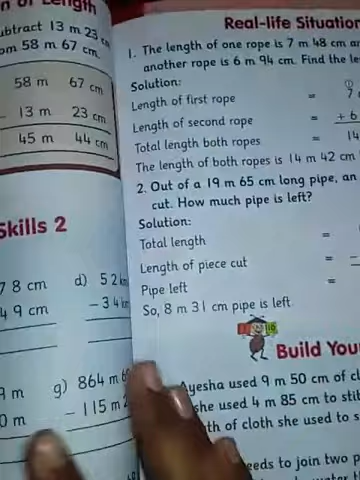 of Length
ubtract 13 m 23 cm
om 58 m 67 cm.
58 m 67 cm
- 13 m 23 cm
45 m 44 cm
Skills 2
7 8 cm d) 5 2
4 9 cm - 3 4
9 m g) 864 m
0 m - 115 m
Real-life Situation
1. The length of one rope is 7 m 48 cm an
another rope is 6 m 94 cm. Find the le
Solution:
Length of first rope = 7
Length of second rope = + 6
Total length both ropes = 14
The length of both ropes is 14 m 42 cm
2. Out of a 19 m 65 cm long pipe, an
cut. How much pipe is left?
Solution:
Total length =
Length of piece cut = -
Pipe left =
So, 8 m 31 cm pipe is left
Build You
Ayesha used 9 m 50 cm of cl
she used 4 m 85 cm to stit
th of cloth she used to s
eeds to join two p